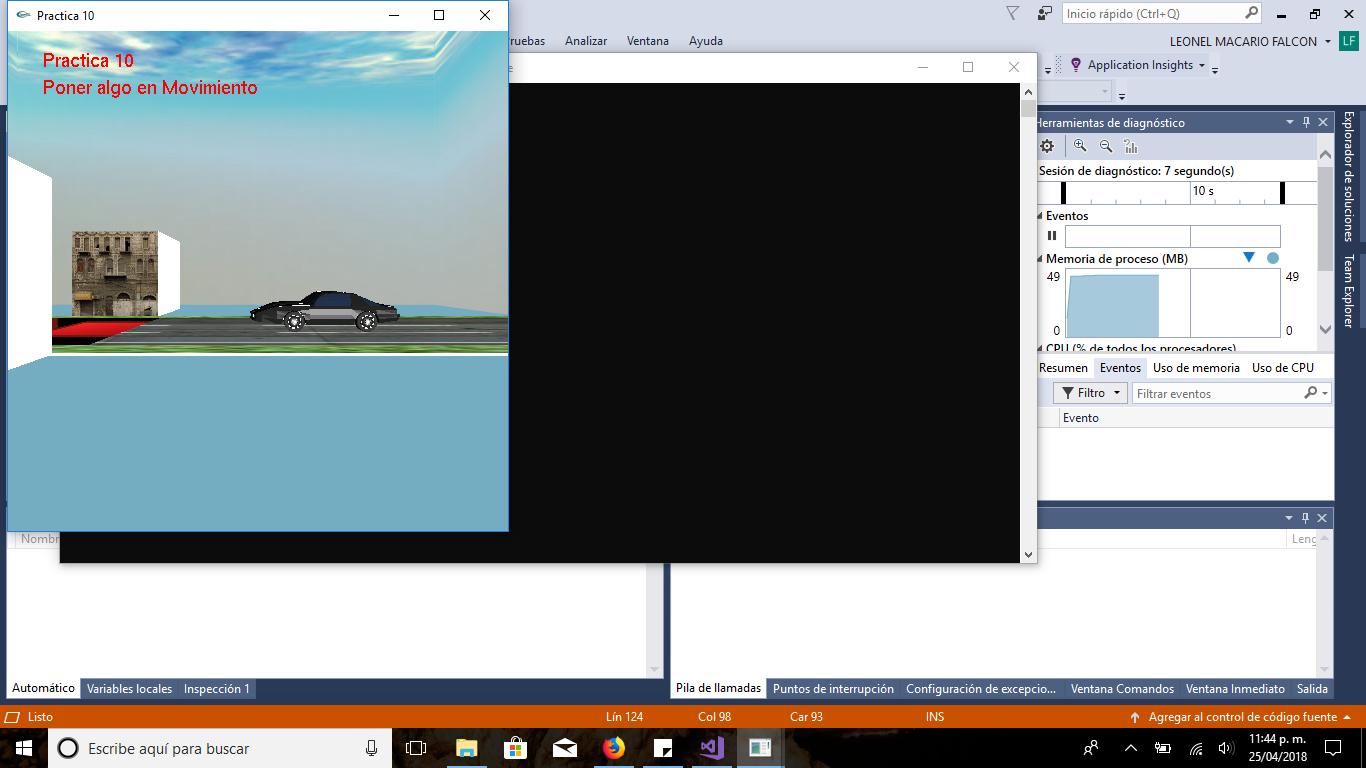 Practica 10
Practica 10
Poner algo en Movimiento
Inicio rápido (Ctrl+Q)
Analizar
Ventana
Ayuda
LEONEL MACARIO FALCON
LF
Application Insights
Herramientas de diagnóstico
Sesión de diagnóstico: 7 segundo(s)
10 s
Eventos
Memoria de proceso (MB)
49
49
0
0
CPU (% de todos los procesadores)
Resumen
Eventos
Uso de memoria
Uso de CPU
Filtro
Filtrar eventos
Evento
Explorador de soluciones
Team Explorer
Automático
Variables locales
Inspección 1
Pila de llamadas
Puntos de interrupción
Configuración de excepcio...
Ventana Comandos
Ventana Inmediato
Salida
Listo
Lín 124
Col 98
Car 93
INS
Agregar al control de código fuente
Escribe aquí para buscar
11:44 p. m.
25/04/2018